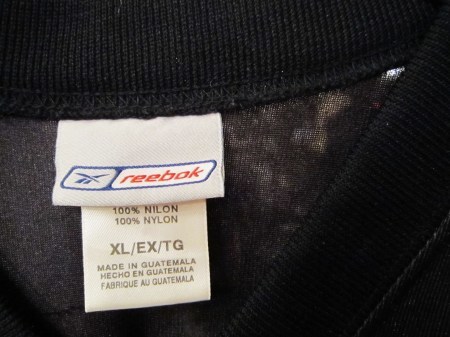 reebok
100% NILON
100% NYLON
XL/EX/TG
MADE IN GUATEMALA
HECHO EN GUATEMALA
FABRIQUE AU GUATEMALA